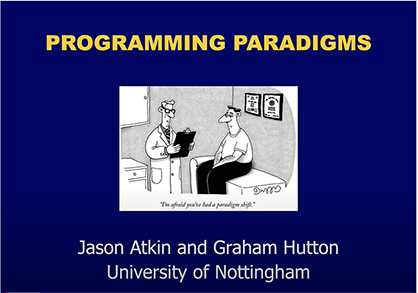 PROGRAMMING PARADIGMS
"I'm afraid you've had a paradigm shift."
Jason Atkin and Graham Hutton
University of Nottingham